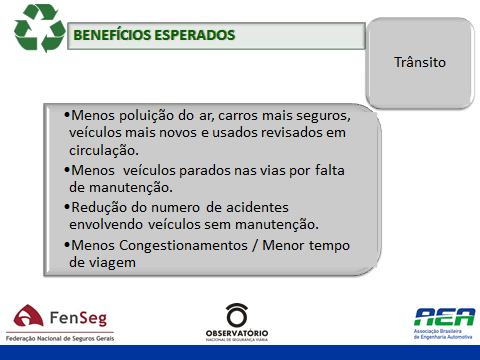 BENEFÍCIOS ESPERADOS
Trânsito
•Menos poluição do ar, carros mais seguros,
veículos mais novos e usados revisados em
circulação.
•Menos veículos parados nas vias por falta
de manutenção.
•Redução do numero de acidentes
envolvendo veículos sem manutenção.
•Menos Congestionamentos / Menor tempo
de viagem
FenSeg
Federação Nacional de Seguros Gerais
OBSERVATÓRIO
NACIONAL DE SEGURANÇA VIÁRIA
AEA
Associação Brasileira
de Engenharia Automotiva